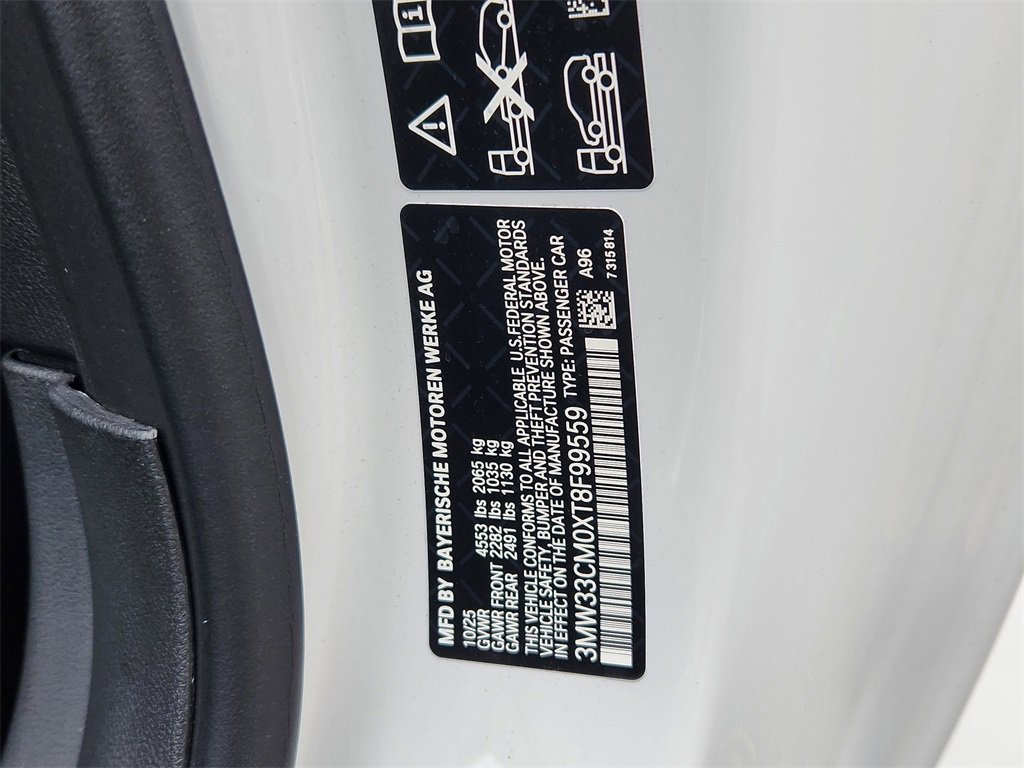 MFD BY BAYERISCHE MOTOREN WERKE AG
10/25
GVWR 4553 lbs 2065 kg
GAWR FRONT 2282 lbs 1035 kg
GAWR REAR 2491 lbs 1130 kg
THIS VEHICLE CONFORMS TO ALL APPLICABLE U.S.FEDERAL MOTOR
VEHICLE SAFETY, BUMPER AND THEFT PREVENTION STANDARDS
IN EFFECT ON THE DATE OF MANUFACTURE SHOWN ABOVE.
3MW33CM0XT8F99559 TYPE: PASSENGER CAR
A96
7315814